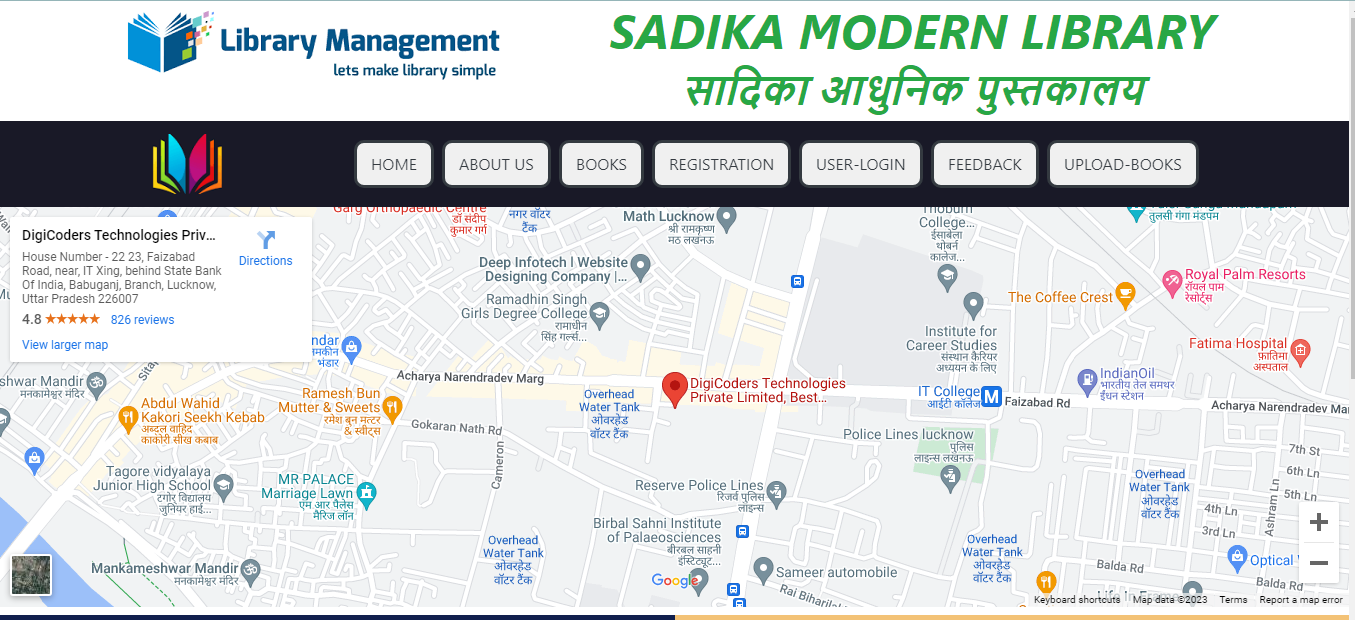 Library Management
lets make library simple
SADIKA MODERN LIBRARY
सादिका आधुनिक पुस्तकालय
HOME
ABOUT US
BOOKS
REGISTRATION
USER-LOGIN
FEEDBACK
UPLOAD-BOOKS
DigiCoders Technologies Priv...
House Number - 22 23, Faizabad
Road, near, IT Xing, behind State Bank
Of India, Babuganj, Branch, Lucknow,
Uttar Pradesh 226007
4.8
826 reviews
View larger map
Directions
Garg Orthopaedic Centre
डॉ संदीप
कुमार गर्ग
नगर वॉटर
टैंक
Math Lucknow
श्री रामकृष्ण
मठ लखनऊ
Thoburn
College...
ईसाबेला
थोबर्न
कालेज...
तुलसी गंगा मंडपम
Deep Infotech | Website
Designing Company |...
Royal Palm Resorts
रॉयल पाम
रिसोर्ट्स
The Coffee Crest
Ramadhin Singh
Girls Degree College
रामाधीन
सिंह गर्ल्स...
Institute for
Career Studies
संस्थान कैरियर
अध्ययन के लिए
Fatima Hospital
फ़ातिमा
अस्पताल
ndar
नमकीन
भंडार
shwar Mandir
मनकामेश्वर मंदिर
Acharya Narendradev Marg
DigiCoders Technologies
Private Limited, Best...
IndianOil
भारतीय तेल समघर
ईंधन स्टेशन
Ramesh Bun
Mutter & Sweets
रमेश बुन मटर
& स्वीट्स
Overhead
Water Tank
ओवरहेड
वॉटर टैंक
IT College
आईटी कॉलेज
M
Faizabad Rd
Acharya Narendradev Mar
Abdul Wahid
Kakori Seekh Kebab
अब्दल वाहिद
काकोरी सीख कबाब
Gokaran Nath Rd
Cameron
Police Lines lucknow
पुलिस
लाइन्स लखनऊ
7th St
6th Ln
5th Ln
4th Ln
3rd Ln
Ashram Ln
Tagore vidyalaya
Junior High School
टगोर विद्यालय
जुनियर हाई...
MR PALACE
Marriage Lawn
एम आर पैलेस
मैरिज लॉन
Reserve Police Lines
रिजर्व पुलिस
लाइन्स
Overhead
Water Tank
ओवरहेड
वॉटर टैंक
Birbal Sahni Institute
of Palaeosciences
बीरबल साहनी
इंस्टिट्यूट...
Overhead
Water Tank
ओवरहेड
वॉटर टैंक
Overhead
Water Tank
ओवरहेड
वॉटर टैंक
Optical
Mankameshwar Mandir
मनकामेश्वर मंदिर
Sameer automobile
Balda Rd
Balda Rd
Google
Raj Biharilal
Life In Frame
Keyboard shortcuts
Map data ©2023
Terms
Report a map error